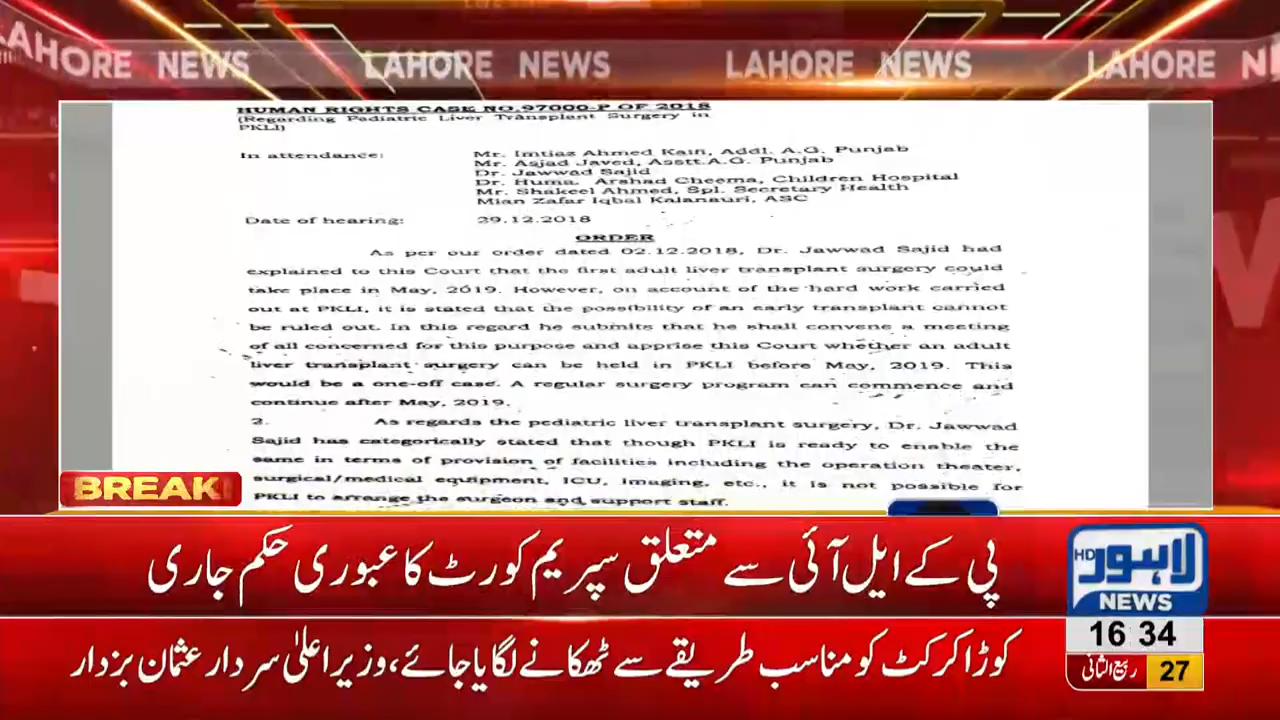 LAHORE NEWS LAHORE NEWS LAHORE NEWS LAHORE N
HUMAN RIGHTS CASE NO.97000-P OF 2018
(Regarding Pediatric Liver Transplant Surgery in
PKLI)
In attendance: Mr. Imtiaz Ahmed Kaifi, Addl. A.G. Punjab
Mr. Asjad Javed, Asstt.A.G. Punjab
Dr. Jawwad Sajid
Dr. Huma Arshad Cheema, Children Hospital
Mr. Shakeel Ahmed, Spl. Secretary Health
Mian Zafar Iqbal Kalanauri, ASC
Date of hearing: 29.12.2018
ORDER
As per our order dated 02.12.2018, Dr. Jawwad Sajid had
explained to this Court that the first adult liver transplant surgery could
take place in May, 2019. However, on account of the hard work carried
out at PKLI, it is stated that the possibility of an early transplant cannot
be ruled out. In this regard he submits that he shall convene a meeting
of all concerned for this purpose and apprise this Court whether an adult
liver transplant surgery can be held in PKLI before May, 2019. This
would be a one-off case. A regular surgery program can commence and
continue after May, 2019.
2. As regards the pediatric liver transplant surgery, Dr. Jawwad
Sajid has categorically stated that though PKLI is ready to enable the
same in terms of provision of facilities including the operation theater,
surgical/medical equipment, ICU, imaging, etc., it is not possible for
PKLI to arrange the surgeon and support staff.
BREAK
پی کے ایل آئی سے متعلق سپریم کورٹ کا عبوری حکم جاری
HD لاہور
NEWS
16 34
کوڑا کرکٹ کو مناسب طریقے سے ٹھکانے لگایا جائے، وزیراعلیٰ سردار عثمان بزدار
27 ربیع الثانی